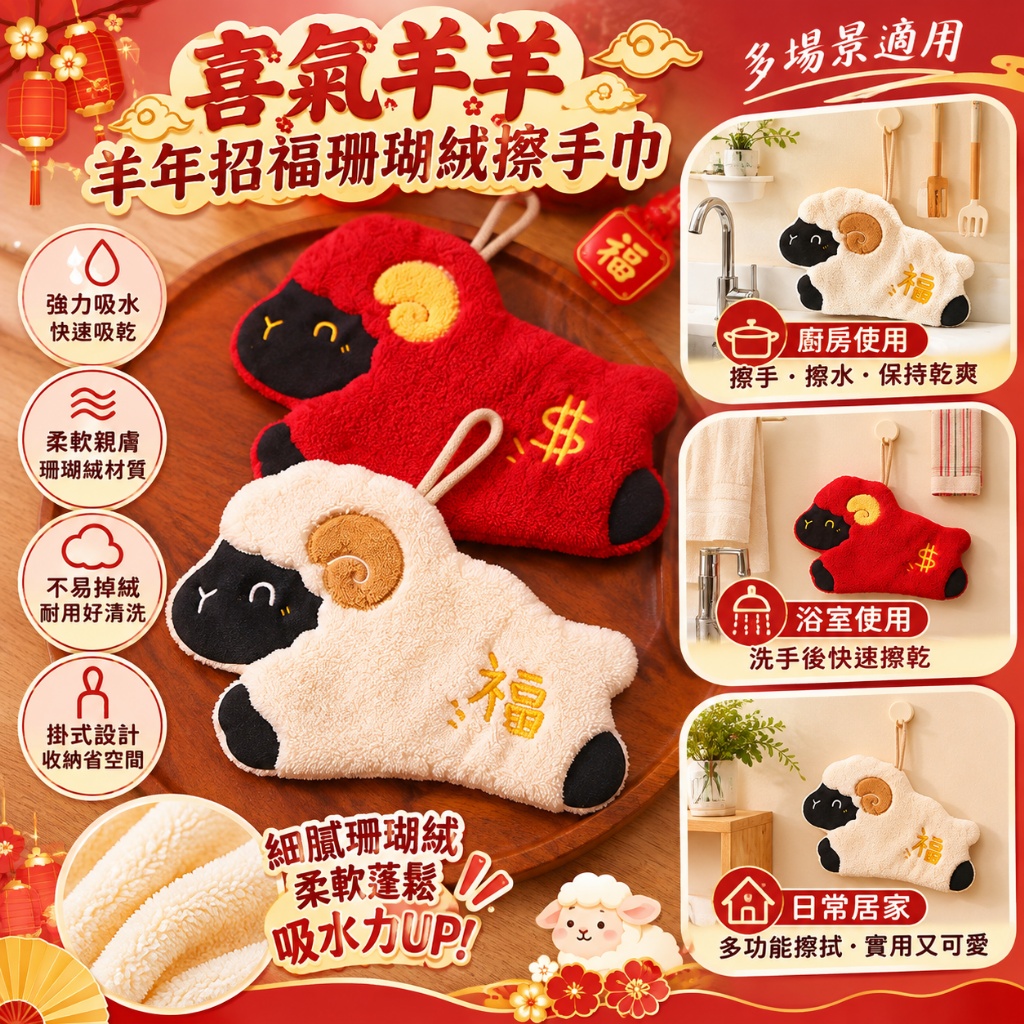 喜氣羊羊
羊年招福珊瑚絨擦手巾
多場景適用
強力吸水
快速吸乾
柔軟親膚
珊瑚絨材質
不易掉絨
耐用好清洗
掛式設計
收納省空間
福
$
福
細膩珊瑚絨
柔軟蓬鬆
吸水力UP!
福
廚房使用
擦手・擦水・保持乾爽
$
浴室使用
洗手後快速擦乾
福
日常居家
多功能擦拭・實用又可愛